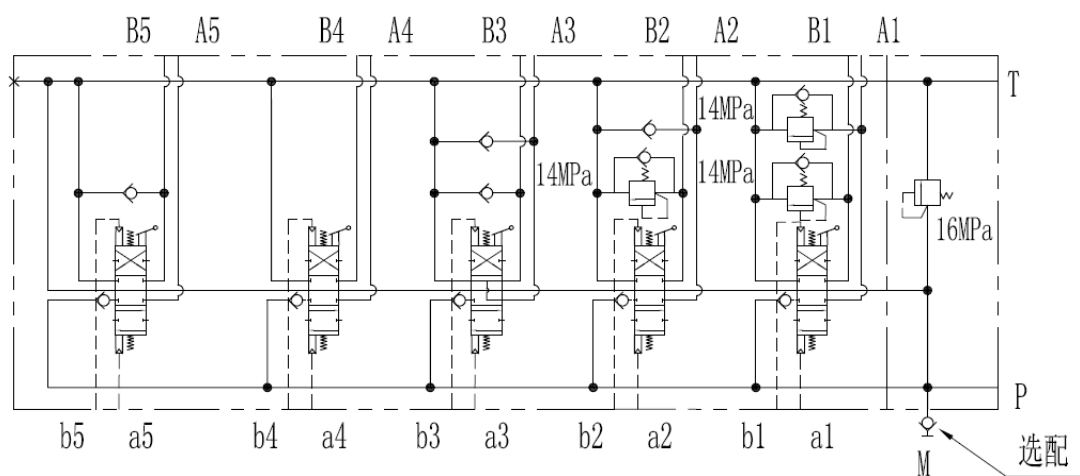 B5 A5 B4 A4 B3 A3 B2 A2 B1 A1
T
14MPa
14MPa 14MPa
16MPa
P
b5 a5 b4 a4 b3 a3 b2 a2 b1 a1
选配
M